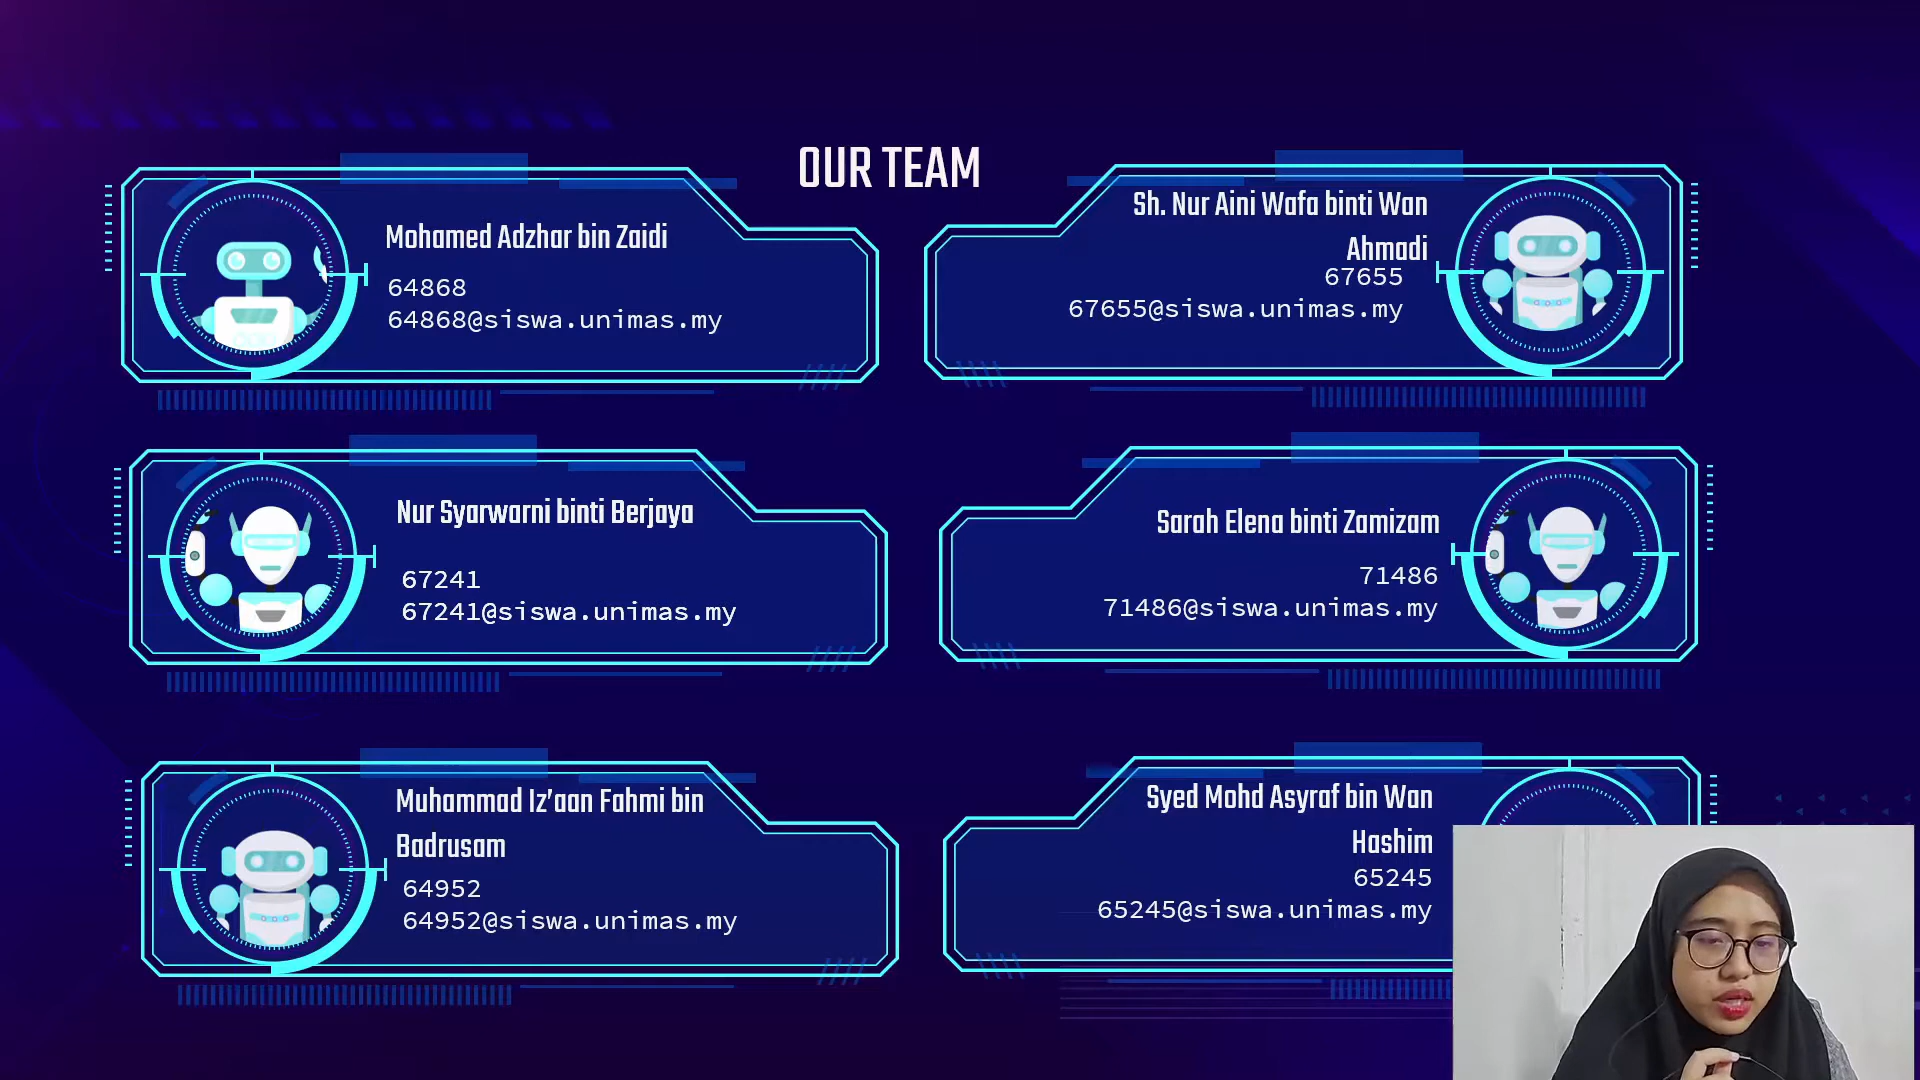 OUR TEAM
Mohamed Adzhar bin Zaidi
64868
64868@siswa.unimas.my
Sh. Nur Aini Wafa binti Wan
Ahmadi
67655
67655@siswa.unimas.my
Nur Syarwarni binti Berjaya
67241
67241@siswa.unimas.my
Sarah Elena binti Zamizam
71486
71486@siswa.unimas.my
Muhammad Iz’aan Fahmi bin
Badrusam
64952
64952@siswa.unimas.my
Syed Mohd Asyraf bin Wan
Hashim
65245
65245@siswa.unimas.my